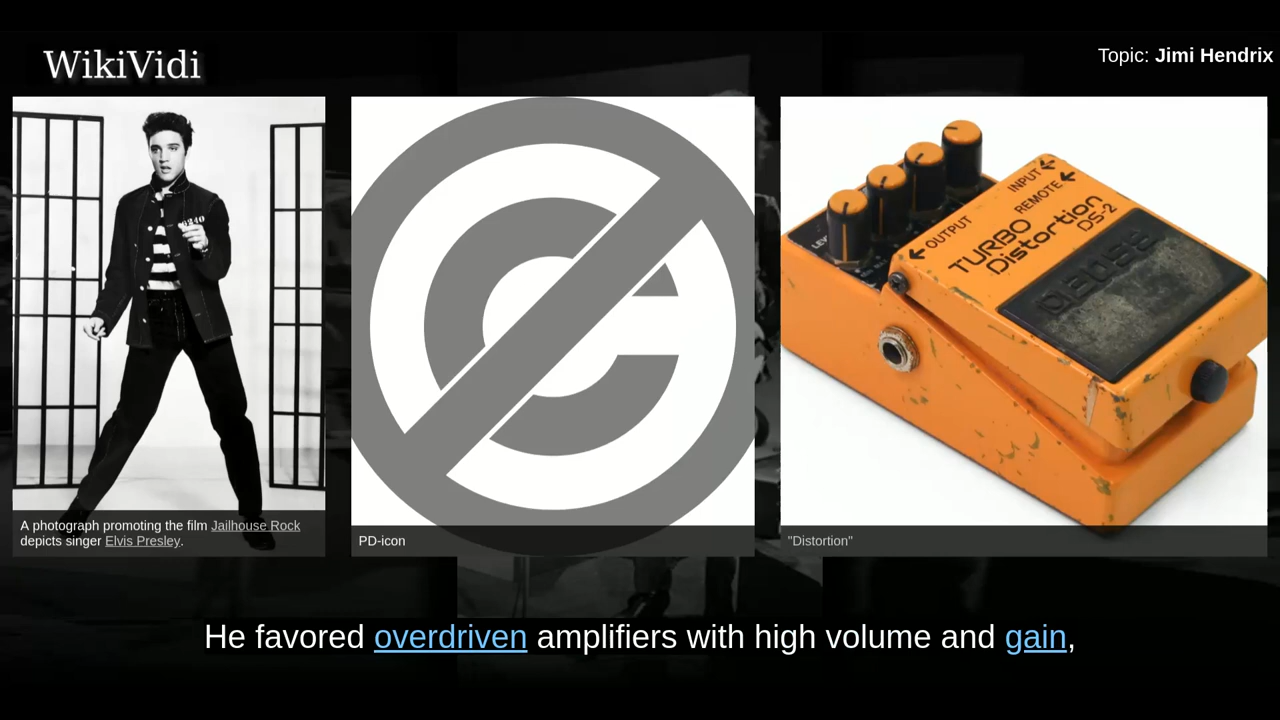 WikiVidi
Topic: Jimi Hendrix
6240
INPUT
REMOTE
OUTPUT
TURBO
Distortion
DS-2
A photograph promoting the film Jailhouse Rock
depicts singer Elvis Presley.
PD-icon
"Distortion"
He favored overdriven amplifiers with high volume and gain,